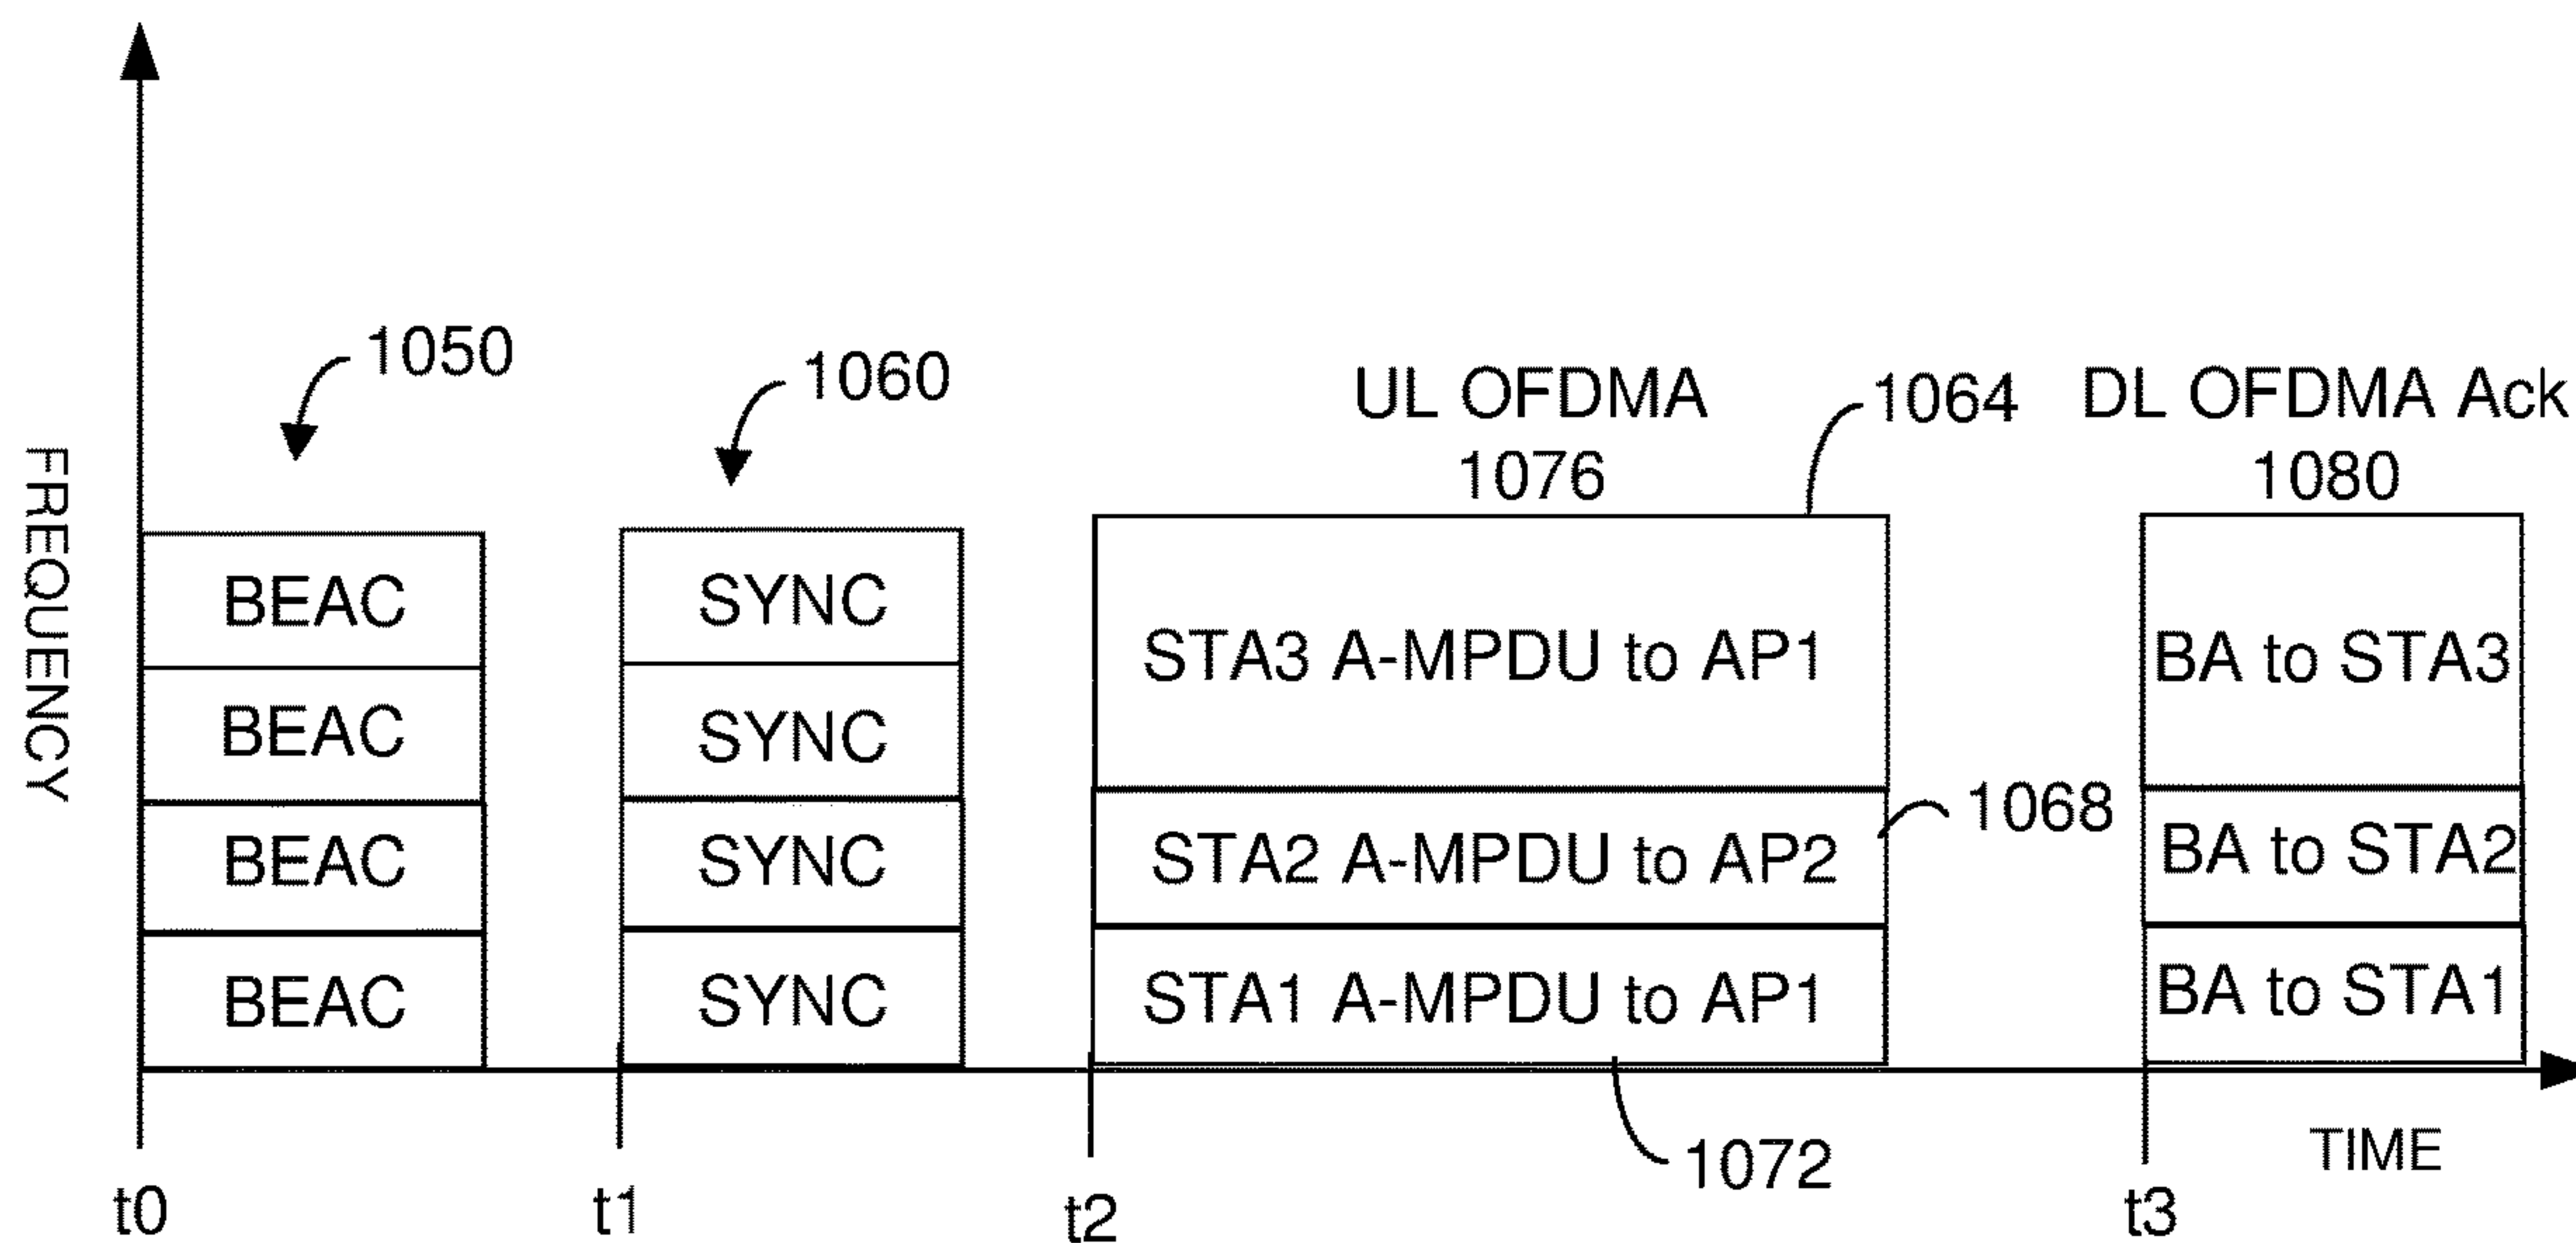 1050
1060
UL OFDMA
1076
1064
DL OFDMA Ack
1080
FREQUENCY
BEAC
BEAC
BEAC
BEAC
SYNC
SYNC
SYNC
SYNC
STA3 A-MPDU to AP1
STA2 A-MPDU to AP2
STA1 A-MPDU to AP1
1068
1072
BA to STA3
BA to STA2
BA to STA1
TIME
t0
t1
t2
t3